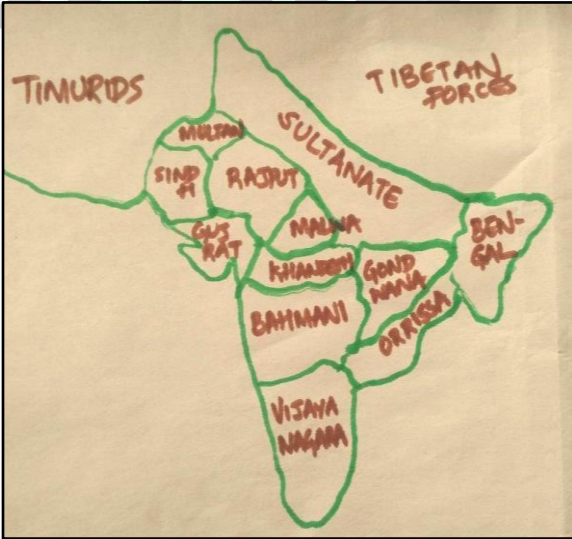 TIMURIDS
TIBETAN
FORCES
MULTAN
SULTANATE
SIND
H
RAJPUT
GUJ
RAT
MALWA
BEN-
GAL
KHANDESH
GOND
WANA
BAHMANI
ORRISSA
VIJAYA
NAGARA